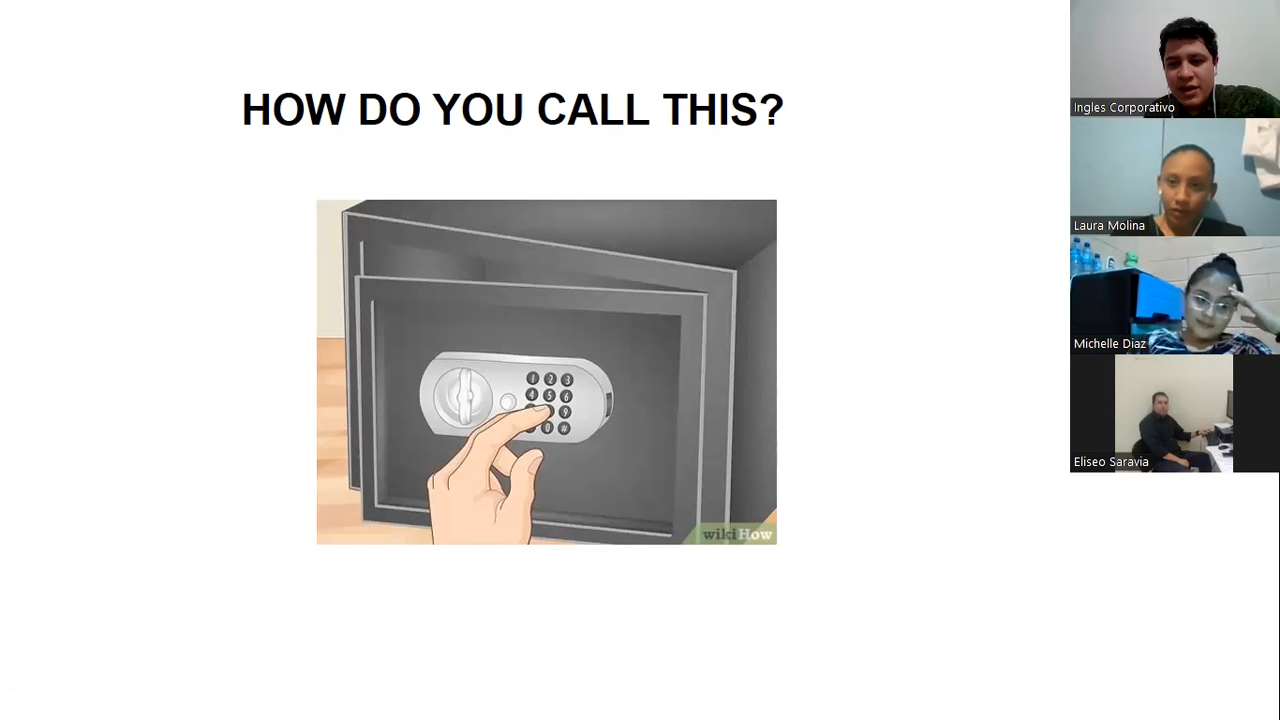 HOW DO YOU CALL THIS?
Ingles Corporativo
Laura Molina
Michelle Diaz
Eliseo Saravia
1 2 3
4 5 6
9
0 #
wikiHow